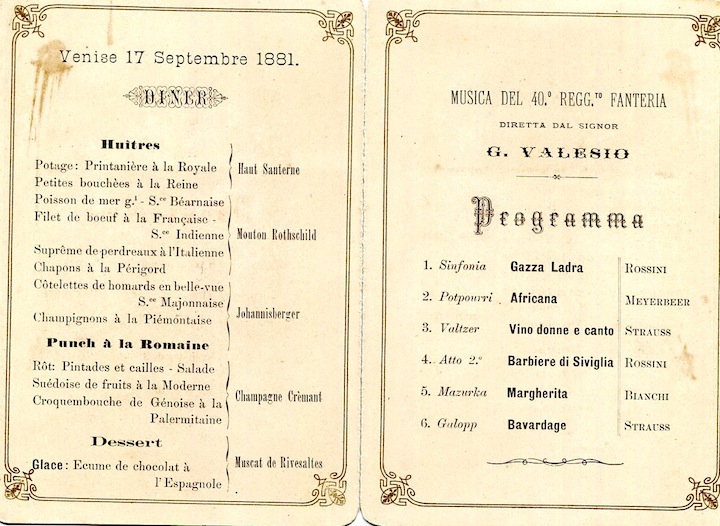 Venise 17 Septembre 1881.
DINER
Huîtres
Potage: Printanière à la Royale
Petites bouchèes à la Reine
Haut Santerne
Poisson de mer g.¹ - S.ce Béarnaise
Filet de boeuf à la Française -
S.ce Indienne
Suprême de perdreaux à l'Italienne
Chapons à la Périgord
Mouton Rothschild
Côtelettes de homards en belle-vue
S.ce Majonnaise
Champignons à la Piémontaise
Johannisberger
Punch à la Romaine
Rôt: Pintades et cailles - Salade
Suédoise de fruits à la Moderne
Croquembouche de Génoise à la
Palermitaine
Champagne Crèmant
Dessert
Glace: Ecume de chocolat à
l'Espagnole
Muscat de Rivesaltes
MUSICA DEL 40.º REGG.TO FANTERIA
DIRETTA DAL SIGNOR
G. VALESIO
Programma
1. Sinfonia Gazza Ladra ROSSINI
2. Potpourri Africana MEYERBEER
3. Valtzer Vino donne e canto STRAUSS
4. Atto 2.º Barbiere di Siviglia ROSSINI
5. Mazurka Margherita BIANCHI
6. Galopp Bavardage STRAUSS